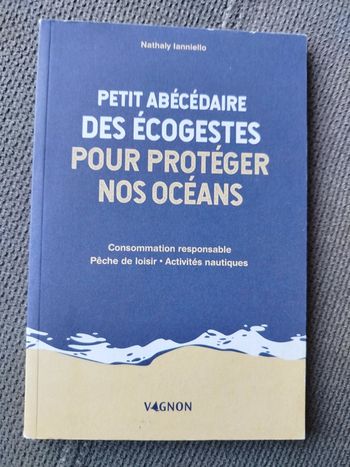 Nathaly Ianniello
PETIT ABÉCÉDAIRE
DES ÉCOGESTES
POUR PROTÉGER
NOS OCÉANS
Consommation responsable
Pêche de loisir • Activités nautiques
VAGNON